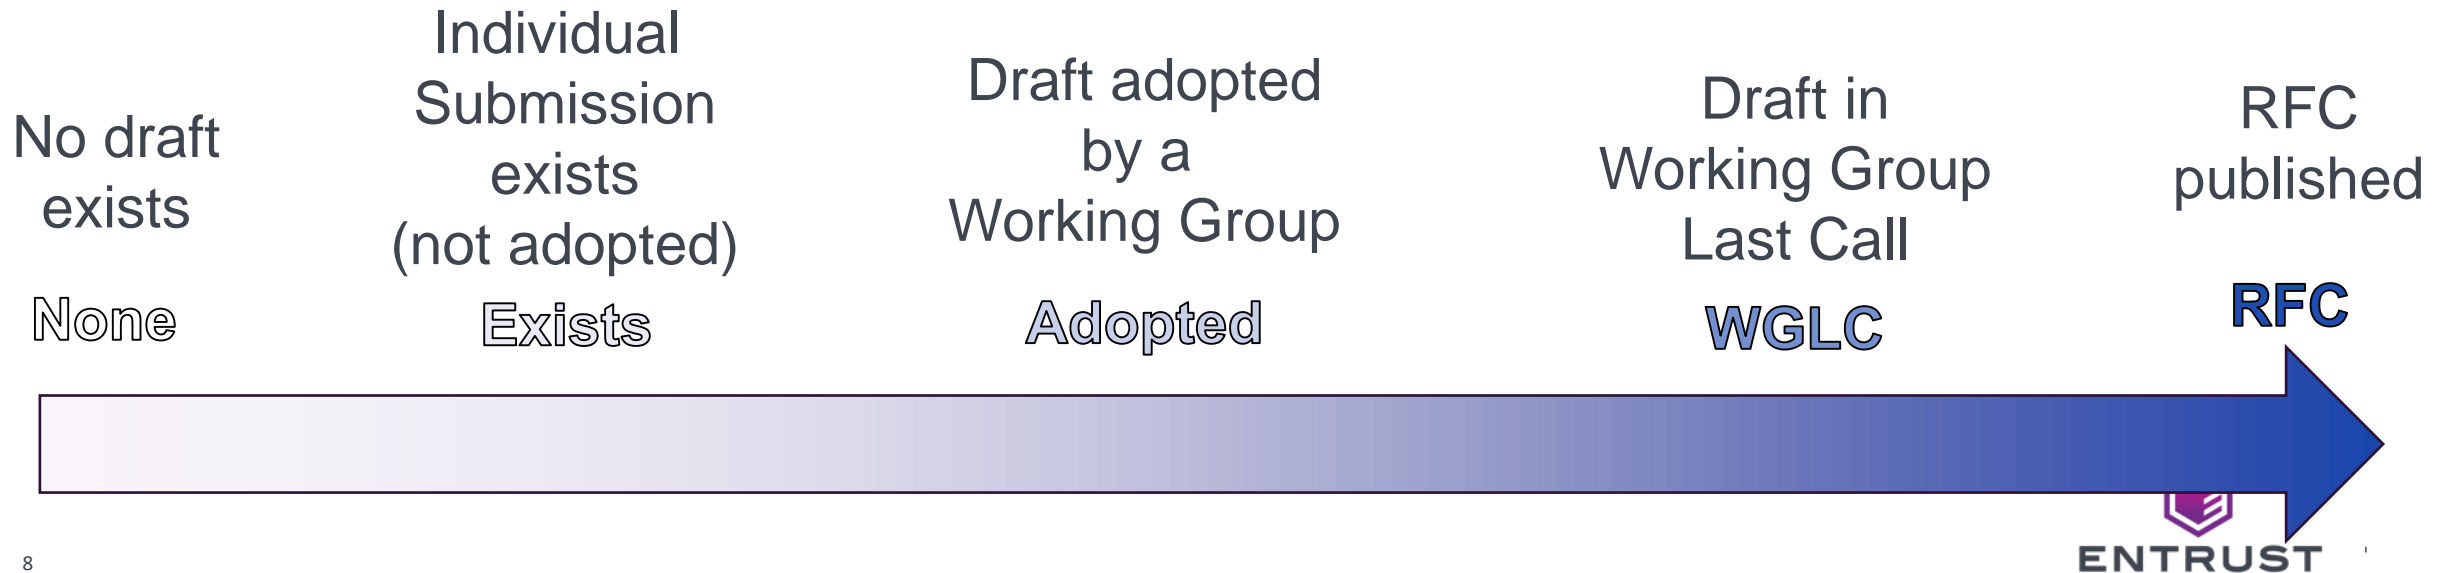 No draft
exists
None
Individual
Submission
exists
(not adopted)
Exists
Draft adopted
by a
Working Group
Adopted
Draft in
Working Group
Last Call
WGLC
RFC
published
RFC
8
ENTRUST